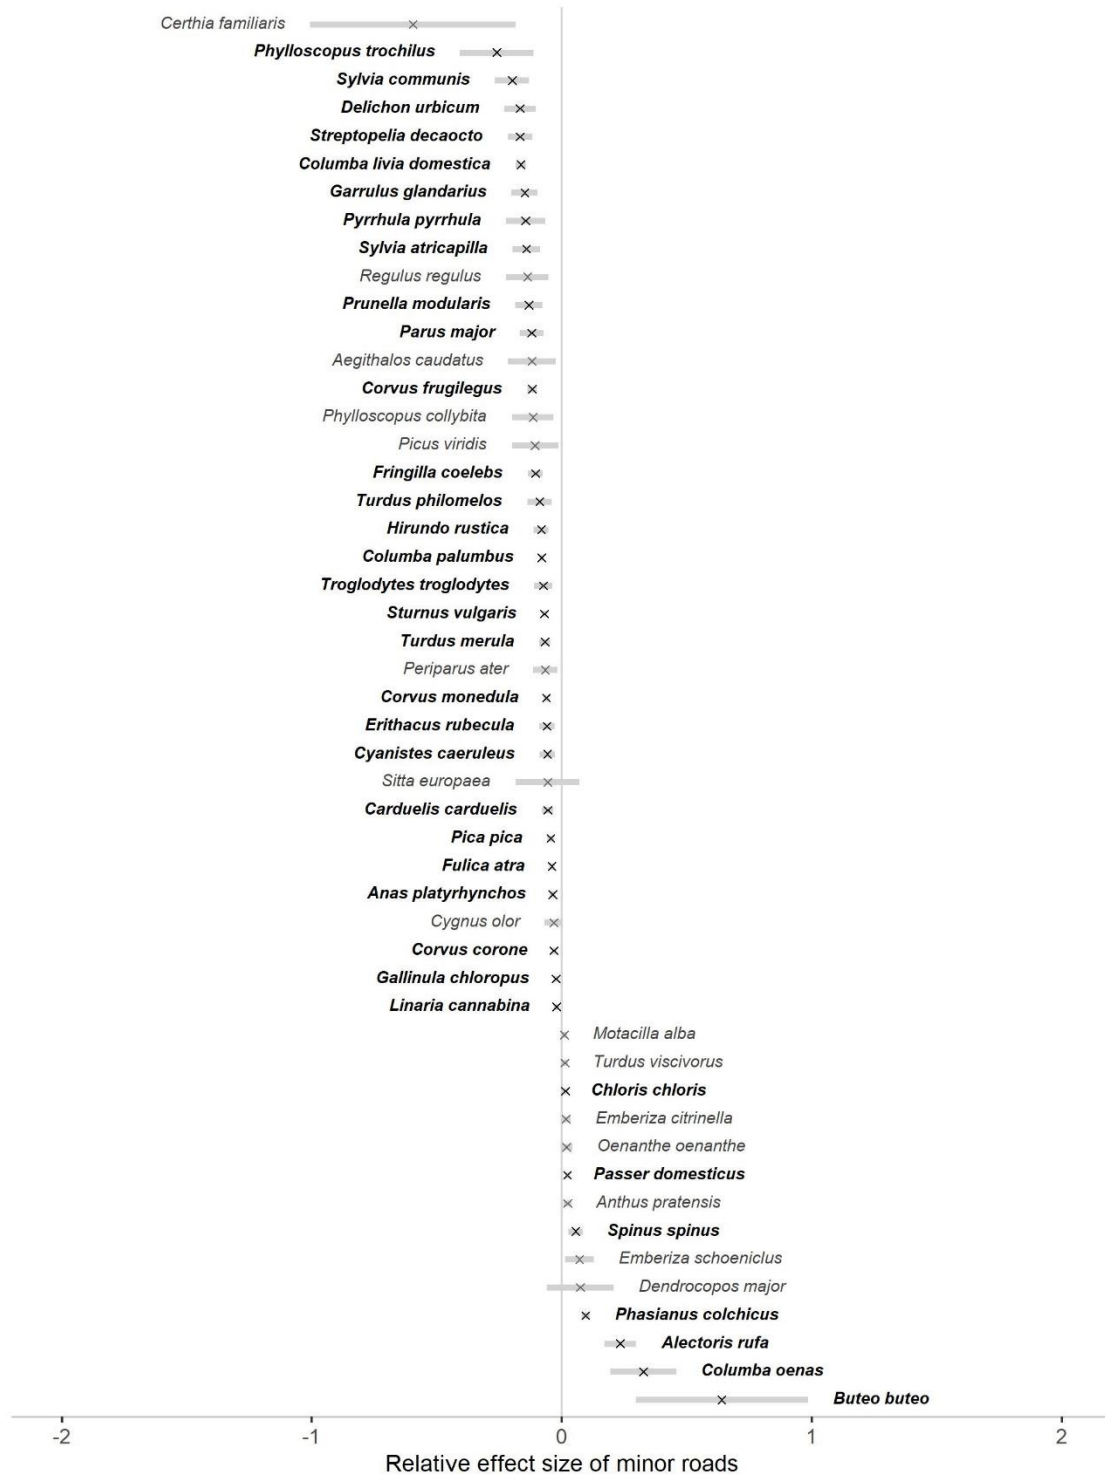 Certhia familiaris
Phylloscopus trochilus
Sylvia communis
Delichon urbicum
Streptopelia decaocto
Columba livia domestica
Garrulus glandarius
Pyrrhula pyrrhula
Sylvia atricapilla
Regulus regulus
Prunella modularis
Parus major
Aegithalos caudatus
Corvus frugilegus
Phylloscopus collybita
Picus viridis
Fringilla coelebs
Turdus philomelos
Hirundo rustica
Columba palumbus
Troglodytes troglodytes
Sturnus vulgaris
Turdus merula
Periparus ater
Corvus monedula
Erithacus rubecula
Cyanistes caeruleus
Sitta europaea
Carduelis carduelis
Pica pica
Fulica atra
Anas platyrhynchos
Cygnus olor
Corvus corone
Gallinula chloropus
Linaria cannabina
Motacilla alba
Turdus viscivorus
Chloris chloris
Emberiza citrinella
Oenanthe oenanthe
Passer domesticus
Anthus pratensis
Spinus spinus
Emberiza schoeniclus
Dendrocopos major
Phasianus colchicus
Alectoris rufa
Columba oenas
Buteo buteo
-2 -1 0 1 2
Relative effect size of minor roads